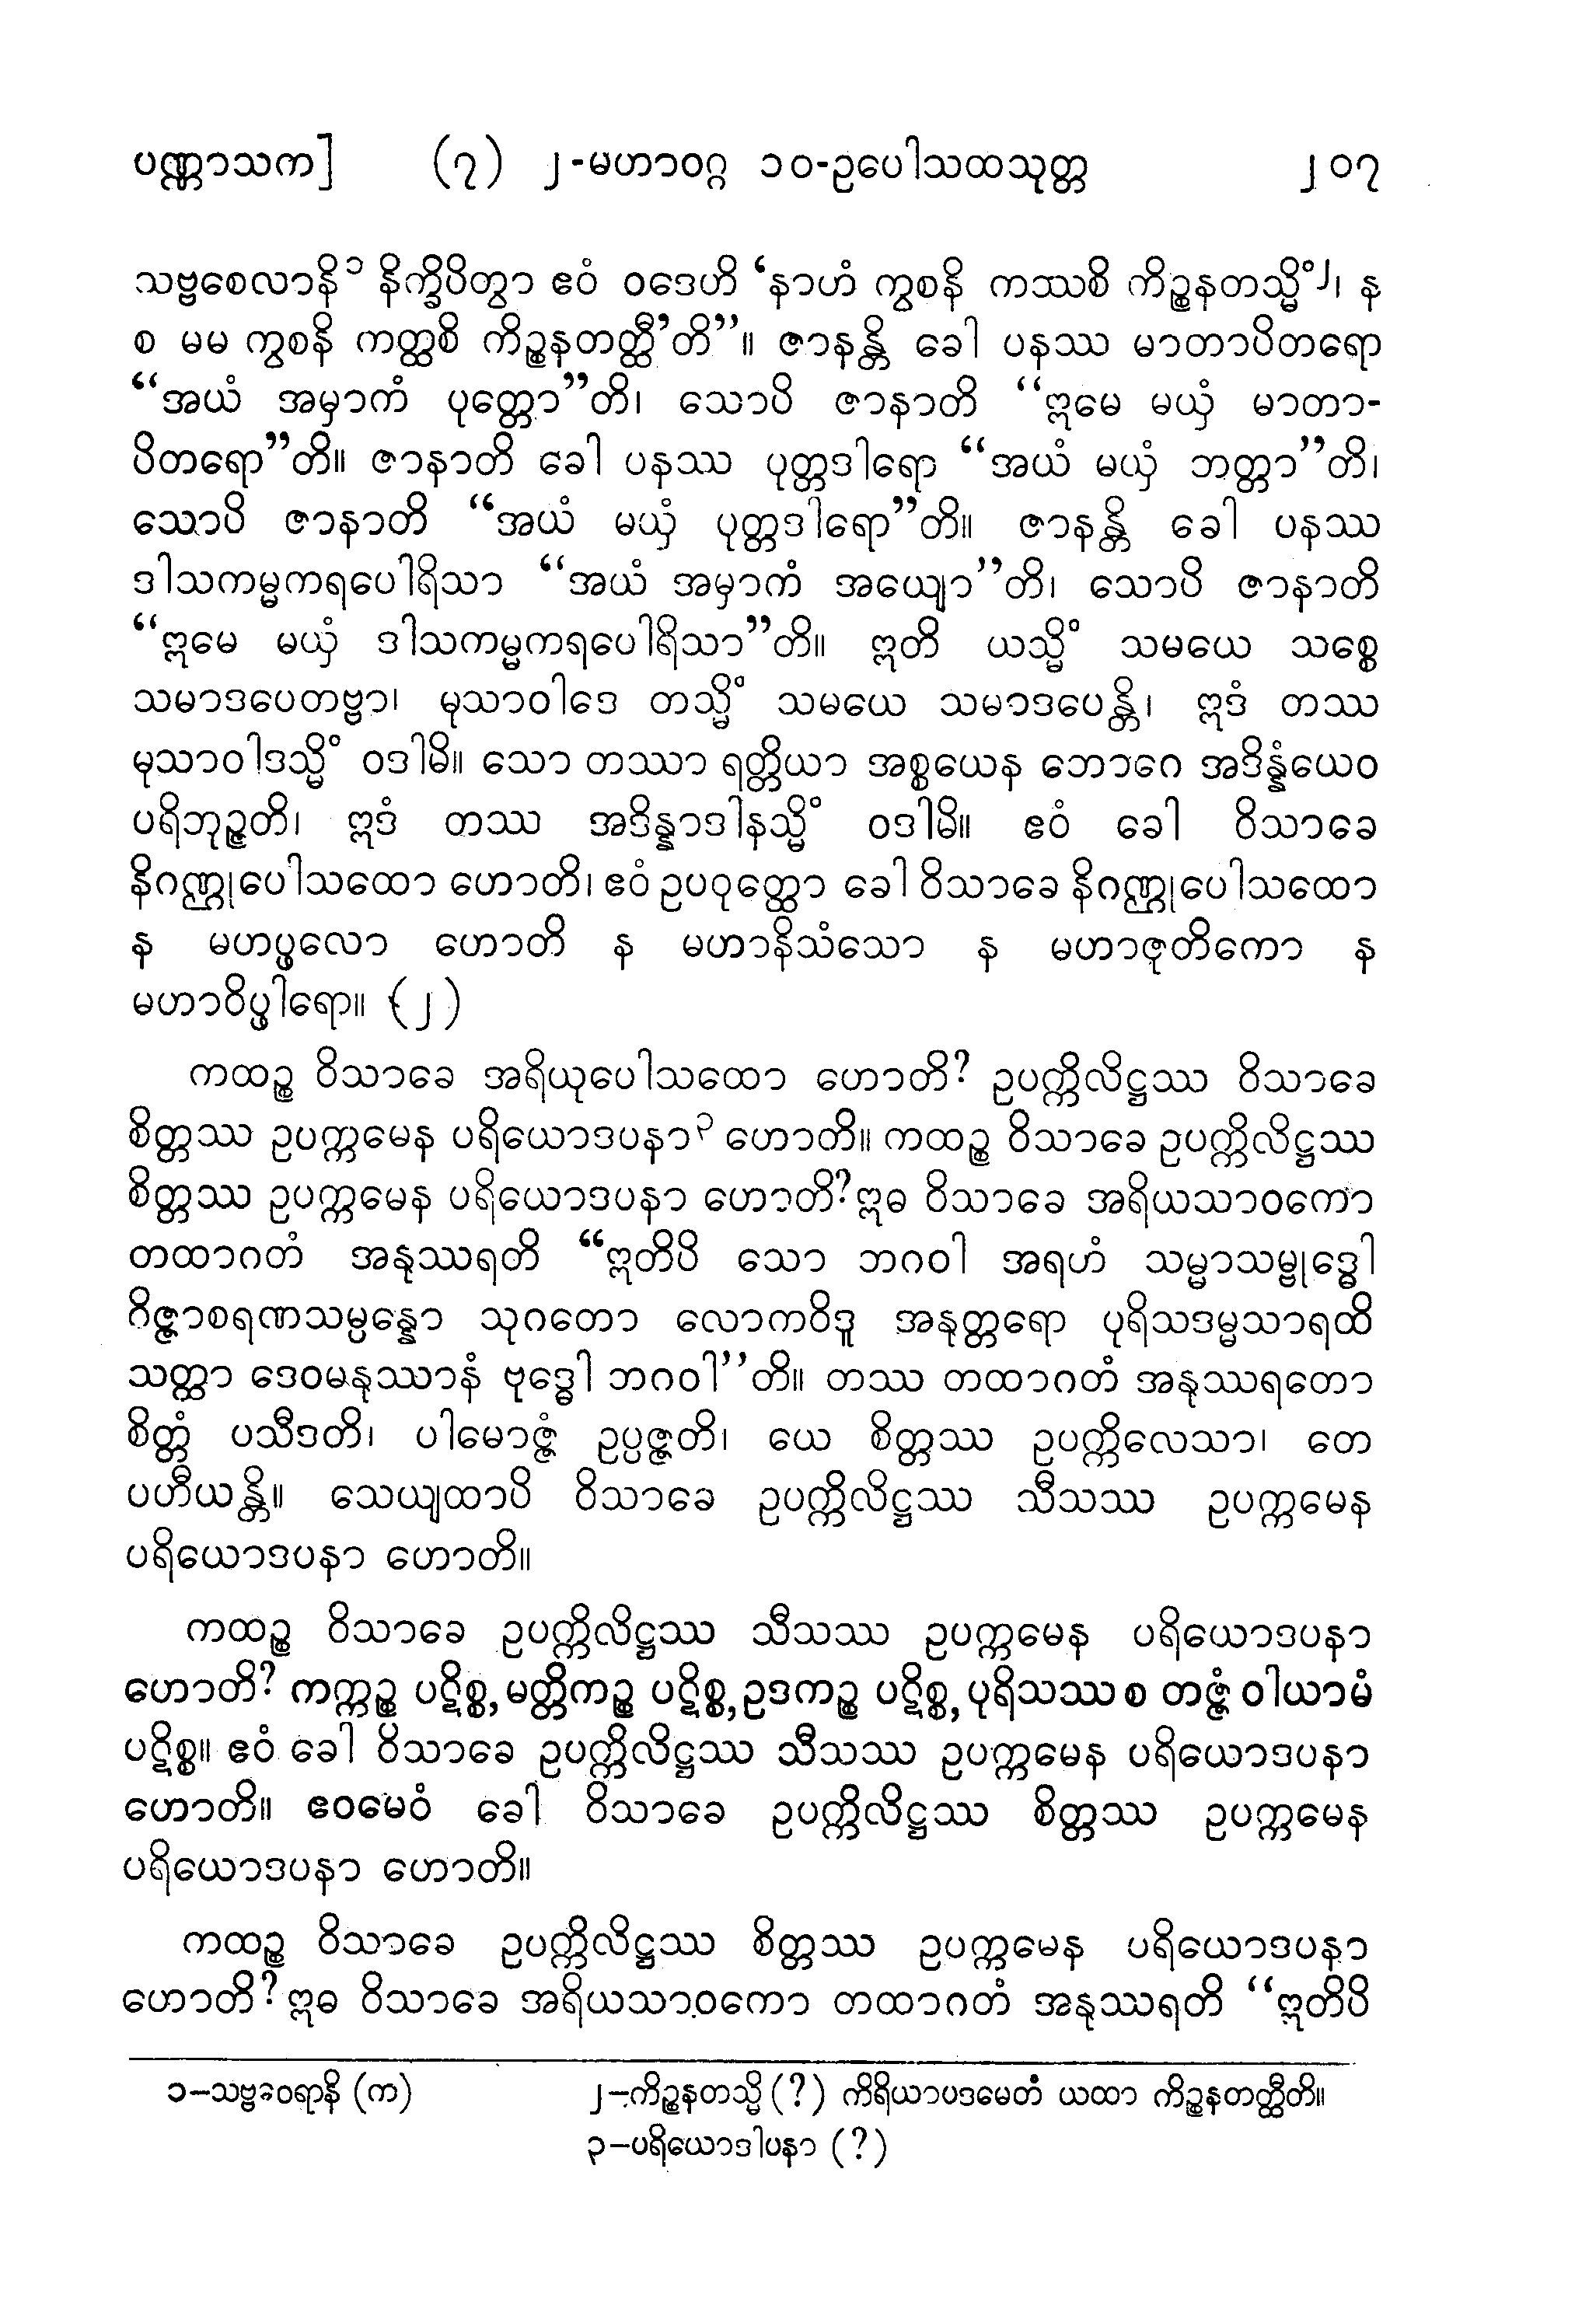 ပဏ္ဏာသက] (၇) ၂-မဟာဝဂ္ဂ ၁၀-ဥပေါသထသုတ္တ ၂၀၇
သဗ္ဗစေလာနိ၁ နိက္ခိပိတွာ ဧဝံ ဝဒေဟိ ‘နာဟံ ကွစနိ ကဿစိ ကိဉ္စနတသ္မိံ၂၊ န
စ မမ ကွစနိ ကတ္ထစိ ကိဉ္စနတတ္ထီ’တိ”။ ဇာနန္တိ ခေါ ပနဿ မာတာပိတရော
“အယံ အမှာကံ ပုတ္တော”တိ၊ သောပိ ဇာနာတိ “ဣမေ မယှံ မာတာ-
ပိတရော”တိ။ ဇာနာတိ ခေါ ပနဿ ပုတ္တဒါရော “အယံ မယှံ ဘတ္တာ”တိ၊
သောပိ ဇာနာတိ “အယံ မယှံ ပုတ္တဒါရော”တိ။ ဇာနန္တိ ခေါ ပနဿ
ဒါသကမ္မကရပေါရိသာ “အယံ အမှာကံ အယျော”တိ၊ သောပိ ဇာနာတိ
“ဣမေ မယှံ ဒါသကမ္မကရပေါရိသာ”တိ။ ဣတိ ယသ္မိံ သမယေ သစ္စေ
သမာဒပေတဗ္ဗာ၊ မုသာဝါဒေ တသ္မိံ သမယေ သမာဒပေန္တိ၊ ဣဒံ တဿ
မုသာဝါဒသ္မိံ ဝဒါမိ။ သော တဿာ ရတ္တိယာ အစ္စယေန ဘောဂေ အဒိန္နံယေဝ
ပရိဘုဉ္ဇတိ၊ ဣဒံ တဿ အဒိန္နာဒါနသ္မိံ ဝဒါမိ။ ဧဝံ ခေါ ဝိသာခေ
နိဂဏ္ဌုပေါသထော ဟောတိ၊ ဧဝံ ဥပဝုတ္ထော ခေါ ဝိသာခေ နိဂဏ္ဌုပေါသထော
န မဟပ္ဖလော ဟောတိ န မဟာနိသံသော န မဟာဇုတိကော န
မဟာဝိပ္ဖါရော။ (၂)
ကထဉ္စ ဝိသာခေ အရိယုပေါသထော ဟောတိ? ဥပက္ကိလိဋ္ဌဿ ဝိသာခေ
စိတ္တဿ ဥပက္ကမေန ပရိယောဒပနာ၃ ဟောတိ။ ကထဉ္စ ဝိသာခေ ဥပက္ကိလိဋ္ဌဿ
စိတ္တဿ ဥပက္ကမေန ပရိယောဒပနာ ဟောတိ? ဣဓ ဝိသာခေ အရိယသာဝကော
တထာဂတံ အနုဿရတိ “ဣတိပိ သော ဘဂဝါ အရဟံ သမ္မာသမ္ဗုဒ္ဓေါ
ဝိဇ္ဇာစရဏသမ္ပန္နော သုဂတော လောကဝိဒူ အနုတ္တရော ပုရိသဒမ္မသာရထိ
သတ္ထာ ဒေဝမနုဿာနံ ဗုဒ္ဓေါ ဘဂဝါ”တိ။ တဿ တထာဂတံ အနုဿရတော
စိတ္တံ ပသီဒတိ၊ ပါမောဇ္ဇံ ဥပ္ပဇ္ဇတိ၊ ယေ စိတ္တဿ ဥပက္ကိလေသာ၊ တေ
ပဟီယန္တိ။ သေယျထာပိ ဝိသာခေ ဥပက္ကိလိဋ္ဌဿ သီသဿ ဥပက္ကမေန
ပရိယောဒပနာ ဟောတိ။
ကထဉ္စ ဝိသာခေ ဥပက္ကိလိဋ္ဌဿ သီသဿ ဥပက္ကမေန ပရိယောဒပနာ
ဟောတိ? ကက္ကဉ္စ ပဋိစ္စ, မတ္တိကဉ္စ ပဋိစ္စ, ဥဒကဉ္စ ပဋိစ္စ, ပုရိသဿ စ တဇ္ဇံ ဝါယာမံ
ပဋိစ္စ။ ဧဝံ ခေါ ဝိသာခေ ဥပက္ကိလိဋ္ဌဿ သီသဿ ဥပက္ကမေန ပရိယောဒပနာ
ဟောတိ။ ဧဝမေဝံ ခေါ ဝိသာခေ ဥပက္ကိလိဋ္ဌဿ စိတ္တဿ ဥပက္ကမေန
ပရိယောဒပနာ ဟောတိ။
ကထဉ္စ ဝိသာခေ ဥပက္ကိလိဋ္ဌဿ စိတ္တဿ ဥပက္ကမေန ပရိယောဒပနာ
ဟောတိ? ဣဓ ဝိသာခေ အရိယသာဝကော တထာဂတံ အနုဿရတိ “ဣတိပိ
၁–သဗ္ဗဝေရာနိ (က) ၂–ကိဉ္စနတသ္မိ (?) ကိရိယာပဒမေတံ ယထာ ကိဉ္စနတတ္ထီတိ။
၃–ပရိယောဒါပနာ (?)